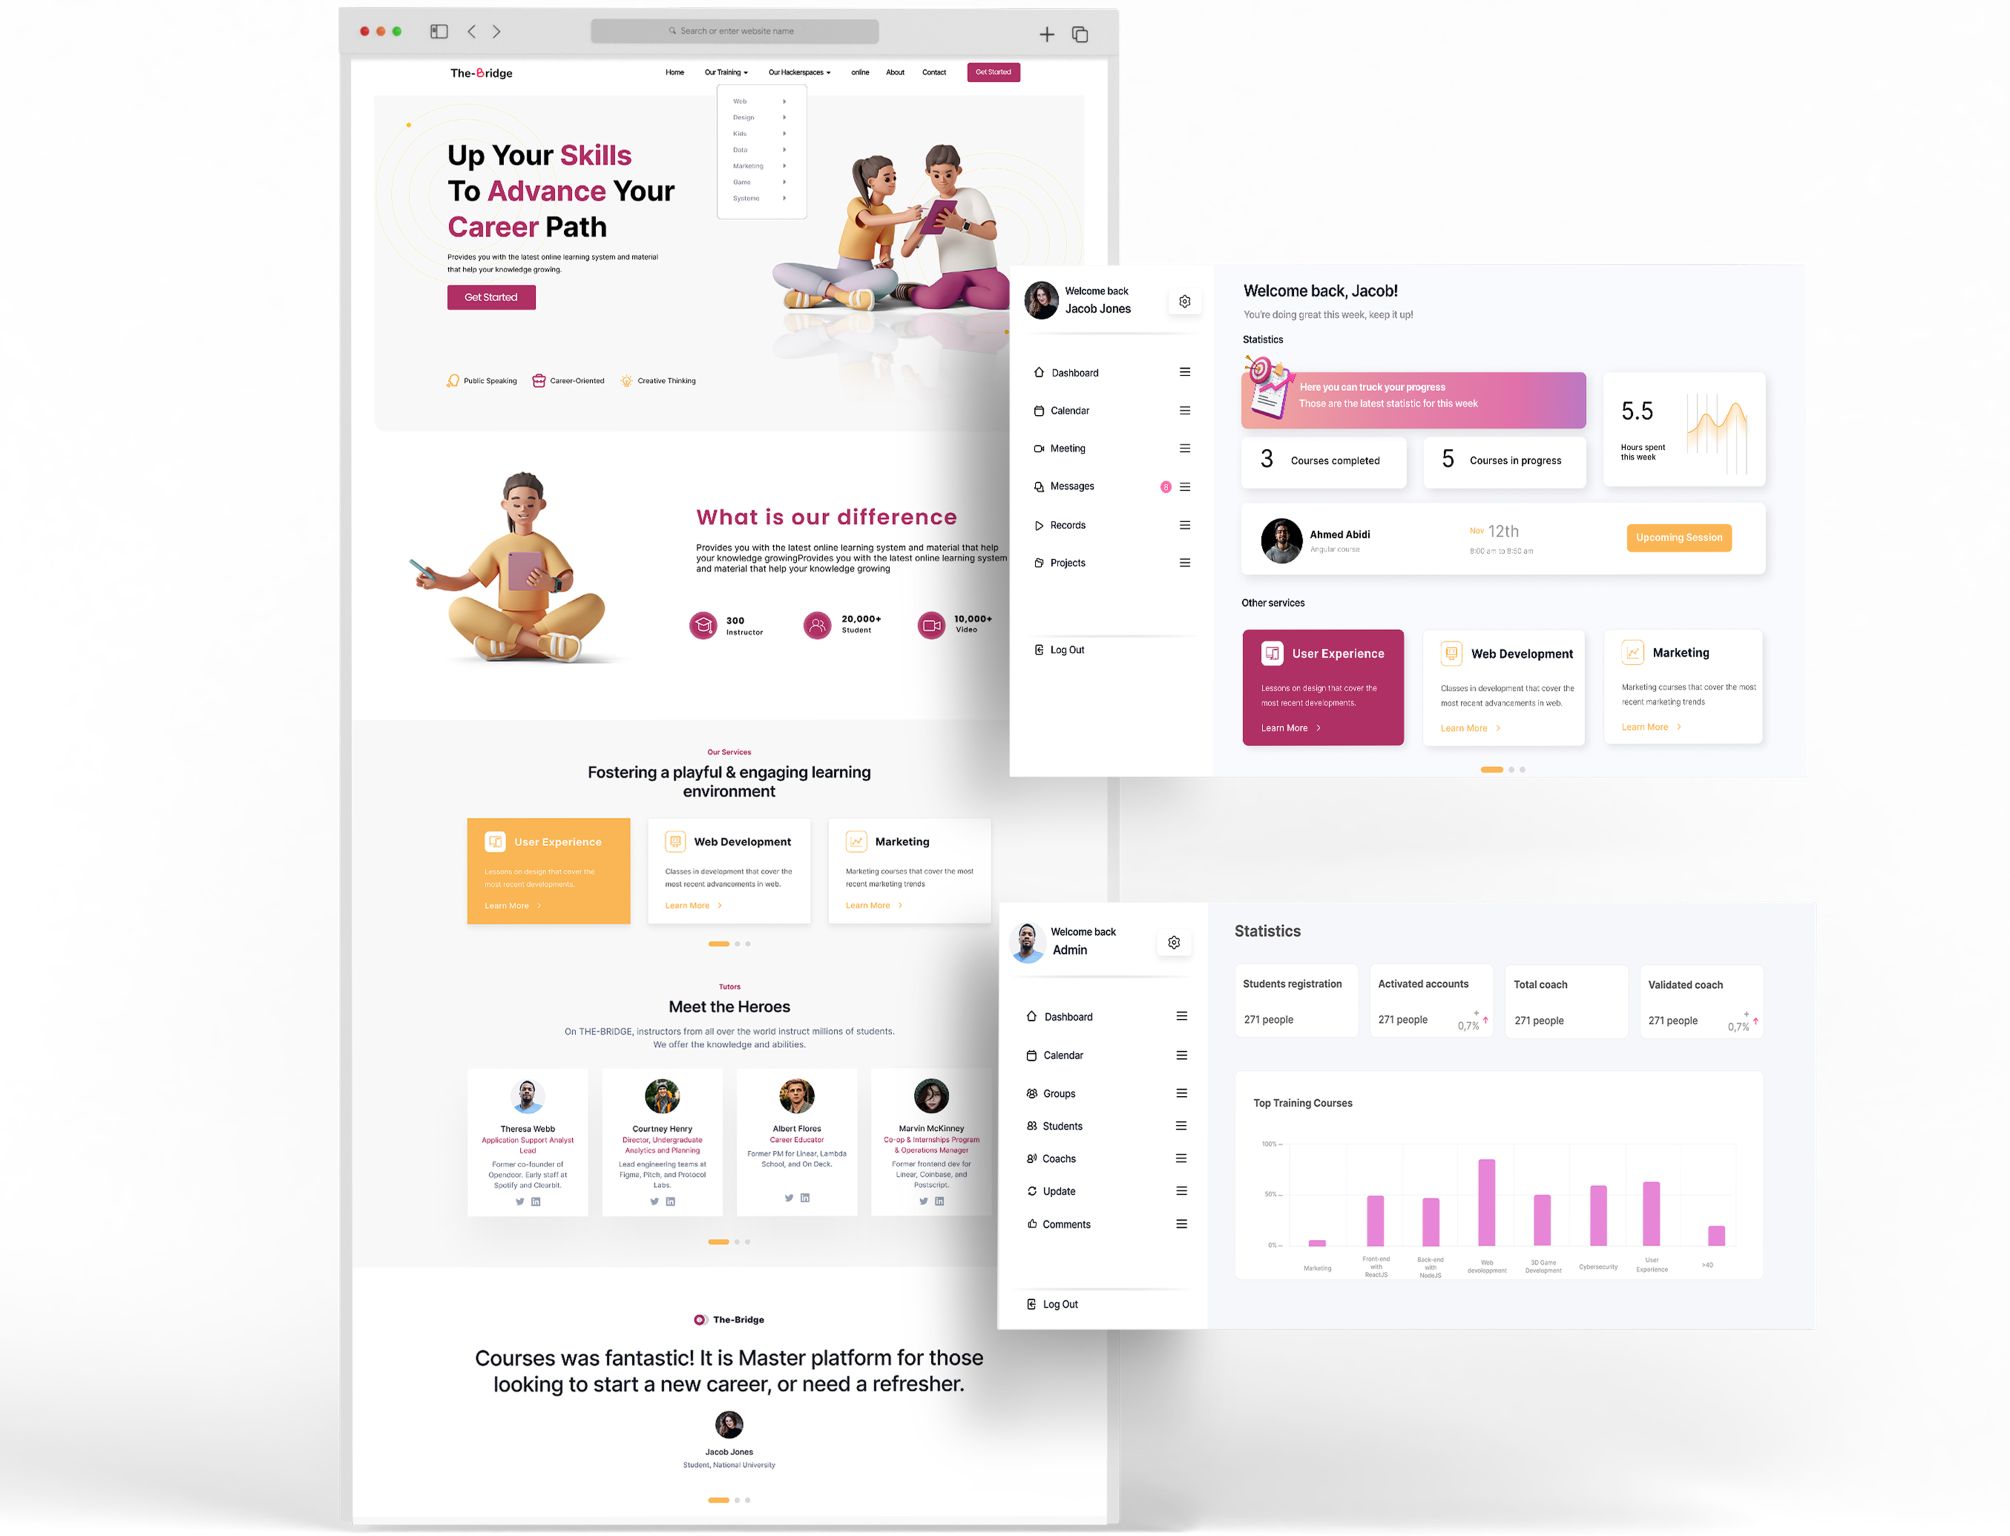 Search or enter website name
The-Bridge
Home
Our Training
Our Hackerspaces
online
About
Contact
Get Started
Web
Design
Kids
Data
Marketing
Game
Systeme
Up Your Skills
To Advance Your
Career Path
Provides you with the latest online learning system and material
that help your knowledge growing.
Get Started
Public Speaking
Career-Oriented
Creative Thinking
What is our difference
Provides you with the latest online learning system and material that help
your knowledge growingProvides you with the latest online learning system
and material that help your knowledge growing
300
Instructor
20,000+
Student
10,000+
Video
Our Services
Fostering a playful & engaging learning
environment
User Experience
Lessons on design that cover the
most recent developments.
Learn More
Web Development
Classes in development that cover the
most recent advancements in web.
Learn More
Marketing
Marketing courses that cover the most
recent marketing trends
Learn More
Tutors
Meet the Heroes
On THE-BRIDGE, instructors from all over the world instruct millions of students.
We offer the knowledge and abilities.
Theresa Webb
Application Support Analyst
Lead
Former co-founder of
Opendoor. Early staff at
Spotify and Clearbit.
Courtney Henry
Director, Undergraduate
Analytics and Planning
Lead engineering teams at
Figma, Pitch, and Protocol
Labs.
Albert Flores
Career Educator
Former PM for Linear, Lambda
School, and On Deck.
Marvin McKinney
Co-op & Internships Program
& Operations Manager
Former frontend dev for
Linear, Coinbase, and
Postscript.
The-Bridge
Courses was fantastic! It is Master platform for those
looking to start a new career, or need a refresher.
Jacob Jones
Student, National University
Welcome back
Jacob Jones
Dashboard
Calendar
Meeting
Messages
8
Records
Projects
Log Out
Welcome back, Jacob!
You're doing great this week, keep it up!
Statistics
Here you can truck your progress
Those are the latest statistic for this week
3 Courses completed
5 Courses in progress
5.5
Hours spent
this week
Ahmed Abidi
Angular course
Nov 12th
8:00 am to 8:50 am
Upcoming Session
Other services
User Experience
Lessons on design that cover the
most recent developments.
Learn More
Web Development
Classes in development that cover the
most recent advancements in web.
Learn More
Marketing
Marketing courses that cover the most
recent marketing trends
Learn More
Welcome back
Admin
Dashboard
Calendar
Groups
Students
Coachs
Update
Comments
Log Out
Statistics
Students registration
271 people
Activated accounts
271 people
+
0,7%
Total coach
271 people
Validated coach
271 people
+
0,7%
Top Training Courses
100%
50%
0%
Marketing
Front-end
with
ReactJS
Back-end
with
NodeJS
Web
developpment
3D Game
Development
Cybersecurity
User
Experience
>4D